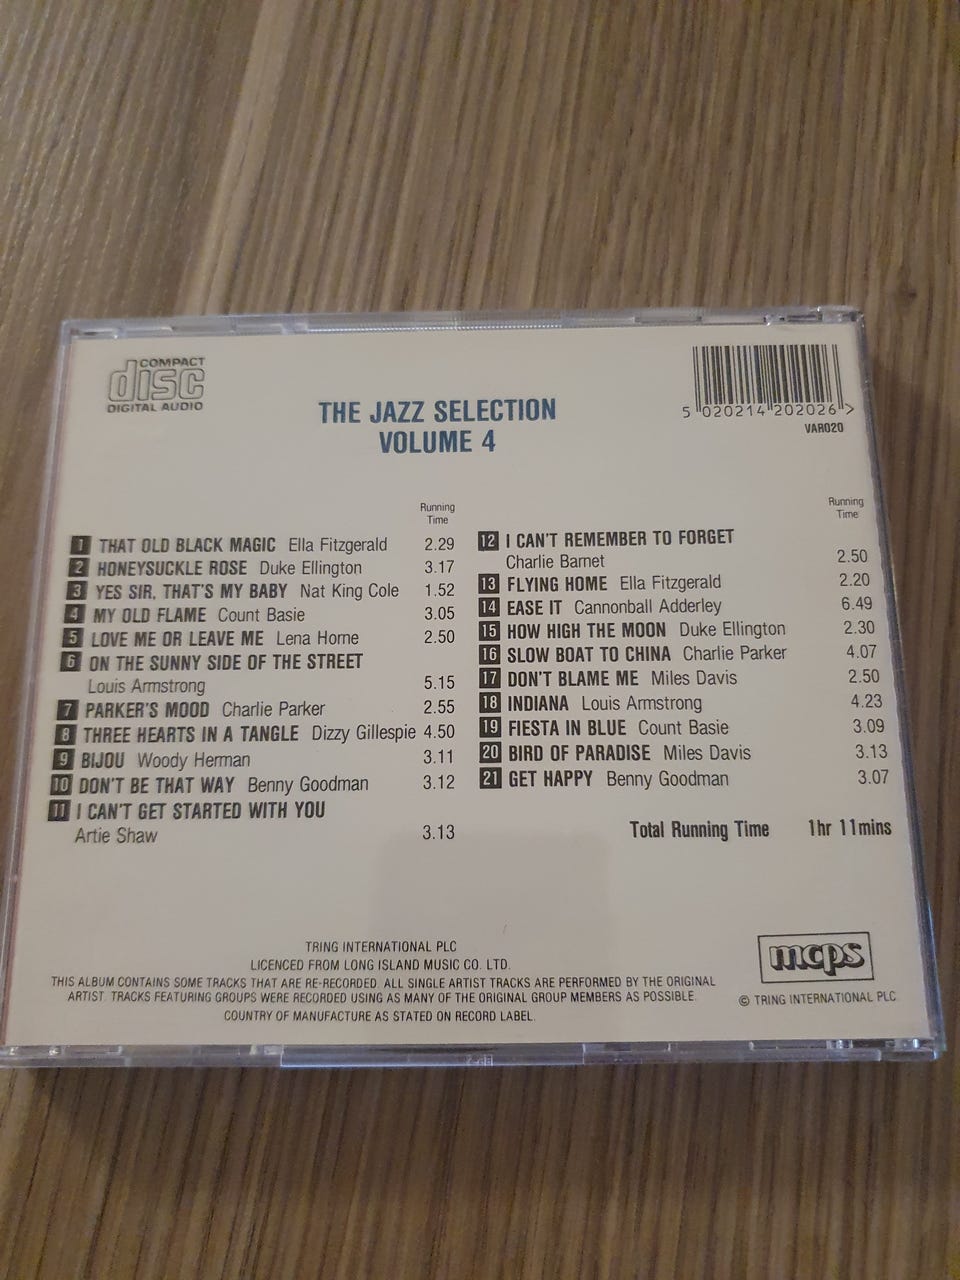 COMPACT
disc
DIGITAL AUDIO
THE JAZZ SELECTION
VOLUME 4
5 020214 202026 >
VAR020
Running
Time
1 THAT OLD BLACK MAGIC Ella Fitzgerald 2.29
2 HONEYSUCKLE ROSE Duke Ellington 3.17
3 YES SIR, THAT'S MY BABY Nat King Cole 1.52
4 MY OLD FLAME Count Basie 3.05
5 LOVE ME OR LEAVE ME Lena Horne 2.50
6 ON THE SUNNY SIDE OF THE STREET
Louis Armstrong 5.15
7 PARKER'S MOOD Charlie Parker 2.55
8 THREE HEARTS IN A TANGLE Dizzy Gillespie 4.50
9 BIJOU Woody Herman 3.11
10 DON'T BE THAT WAY Benny Goodman 3.12
11 I CAN'T GET STARTED WITH YOU
Artie Shaw 3.13
Running
Time
12 I CAN'T REMEMBER TO FORGET
Charlie Barnet 2.50
13 FLYING HOME Ella Fitzgerald 2.20
14 EASE IT Cannonball Adderley 6.49
15 HOW HIGH THE MOON Duke Ellington 2.30
16 SLOW BOAT TO CHINA Charlie Parker 4.07
17 DON'T BLAME ME Miles Davis 2.50
18 INDIANA Louis Armstrong 4.23
19 FIESTA IN BLUE Count Basie 3.09
20 BIRD OF PARADISE Miles Davis 3.13
21 GET HAPPY Benny Goodman 3.07
Total Running Time 1hr 11mins
TRING INTERNATIONAL PLC
LICENCED FROM LONG ISLAND MUSIC CO. LTD.
THIS ALBUM CONTAINS SOME TRACKS THAT ARE RE-RECORDED. ALL SINGLE ARTIST TRACKS ARE PERFORMED BY THE ORIGINAL
ARTIST. TRACKS FEATURING GROUPS WERE RECORDED USING AS MANY OF THE ORIGINAL GROUP MEMBERS AS POSSIBLE.
COUNTRY OF MANUFACTURE AS STATED ON RECORD LABEL.
mcps
© TRING INTERNATIONAL PLC